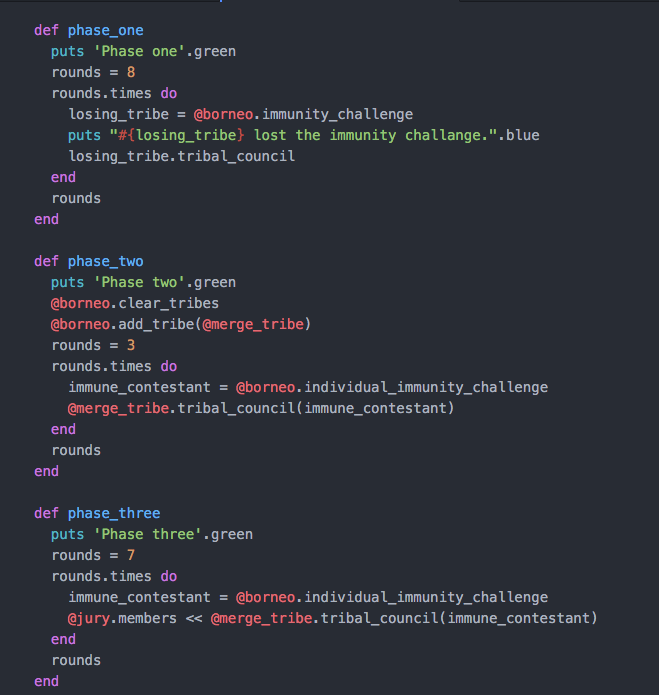 def phase_one
  puts 'Phase one'.green
  rounds = 8
  rounds.times do
    losing_tribe = @borneo.immunity_challenge
    puts "#{losing_tribe} lost the immunity challange.".blue
    losing_tribe.tribal_council
  end
  rounds
end

def phase_two
  puts 'Phase two'.green
  @borneo.clear_tribes
  @borneo.add_tribe(@merge_tribe)
  rounds = 3
  rounds.times do
    immune_contestant = @borneo.individual_immunity_challenge
    @merge_tribe.tribal_council(immune_contestant)
  end
  rounds
end

def phase_three
  puts 'Phase three'.green
  rounds = 7
  rounds.times do
    immune_contestant = @borneo.individual_immunity_challenge
    @jury.members << @merge_tribe.tribal_council(immune_contestant)
  end
  rounds
end